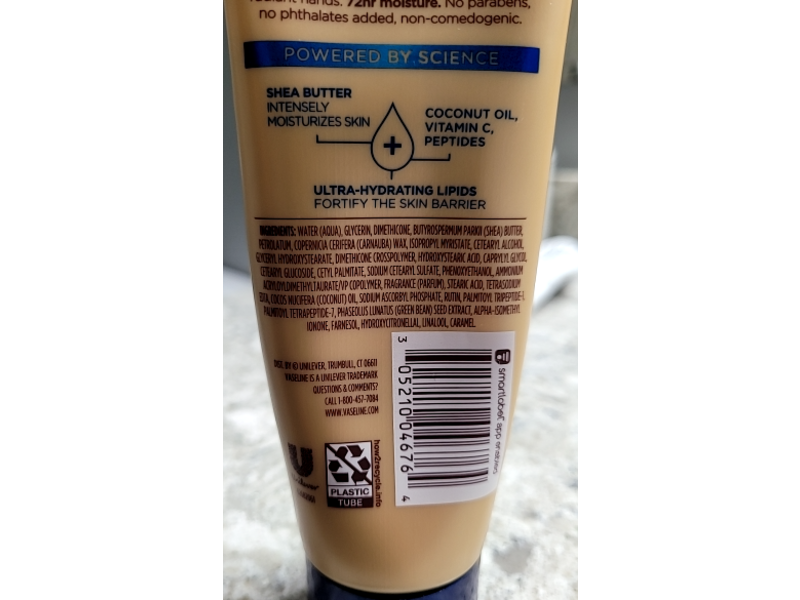 radiant hands. 72hr moisture. No parabens,
no phthalates added, non-comedogenic.
POWERED BY SCIENCE
SHEA BUTTER
INTENSELY
MOISTURIZES SKIN
COCONUT OIL,
VITAMIN C,
PEPTIDES
+
ULTRA-HYDRATING LIPIDS
FORTIFY THE SKIN BARRIER
INGREDIENTS: WATER (AQUA), GLYCERIN, DIMETHICONE, BUTYROSPERMUM PARKII (SHEA) BUTTER,
PETROLATUM, COPERNICIA CERIFERA (CARNAUBA) WAX, ISOPROPYL MYRISTATE, CETEARYL ALCOHOL,
GLYCERYL HYDROXYSTEARATE, DIMETHICONE CROSSPOLYMER, HYDROXYSTEARIC ACID, CAPRYLYL GLYCOL,
CETEARYL GLUCOSIDE, CETYL PALMITATE, SODIUM CETEARYL SULFATE, PHENOXYETHANOL, AMMONIUM
ACRYLOYLDIMETHYLTAURATE/VP COPOLYMER, FRAGRANCE (PARFUM), STEARIC ACID, TETRASODIUM
EDTA, COCOS NUCIFERA (COCONUT) OIL, SODIUM ASCORBYL PHOSPHATE, RUTIN, PALMITOYL TRIPEPTIDE-1,
PALMITOYL TETRAPEPTIDE-7, PHASEOLUS LUNATUS (GREEN BEAN) SEED EXTRACT, ALPHA-ISOMETHYL
IONONE, FARNESOL, HYDROXYCITRONELLAL, LINALOOL, CARAMEL.
DIST. BY © UNILEVER, TRUMBULL, CT 06611
VASELINE IS A UNILEVER TRADEMARK
QUESTIONS & COMMENTS?
CALL 1-800-457-7084
WWW.VASELINE.COM
3 05210 04676 4
smartlabel app or
how2recycle.info
PLASTIC
TUBE
Unilever